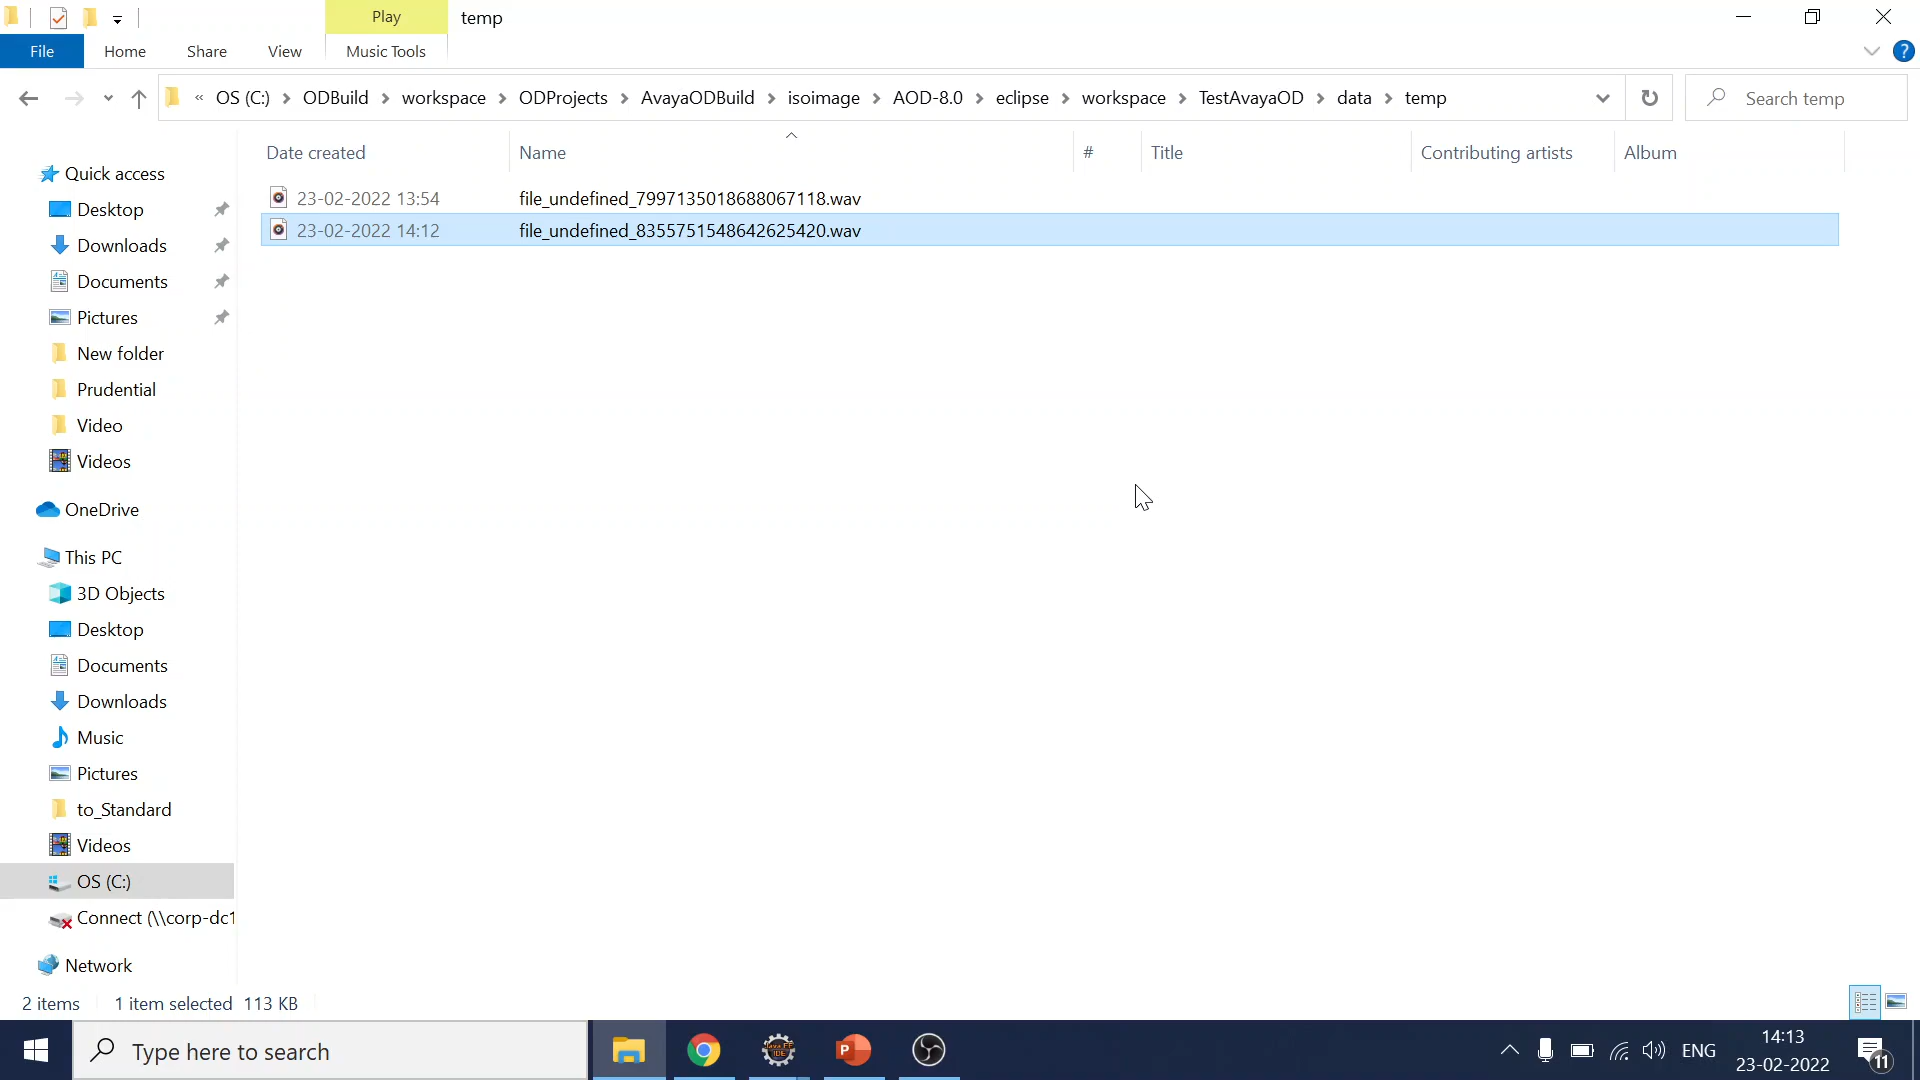 Play
temp
File
Home
Share
View
Music Tools
« OS (C:) > ODBuild > workspace > ODProjects > AvayaODBuild > isoimage > AOD-8.0 > eclipse > workspace > TestAvayaOD > data > temp
Search temp
Date created
Name
#
Title
Contributing artists
Album
23-02-2022 13:54 file_undefined_7997135018688067118.wav
23-02-2022 14:12 file_undefined_8355751548642625420.wav
Quick access
Desktop
Downloads
Documents
Pictures
New folder
Prudential
Video
Videos
OneDrive
This PC
3D Objects
Desktop
Documents
Downloads
Music
Pictures
to_Standard
Videos
OS (C:)
Connect (\\corp-dc1
Network
2 items 1 item selected 113 KB
Type here to search
Java EE
IDE
P
ENG
14:13
23-02-2022
11